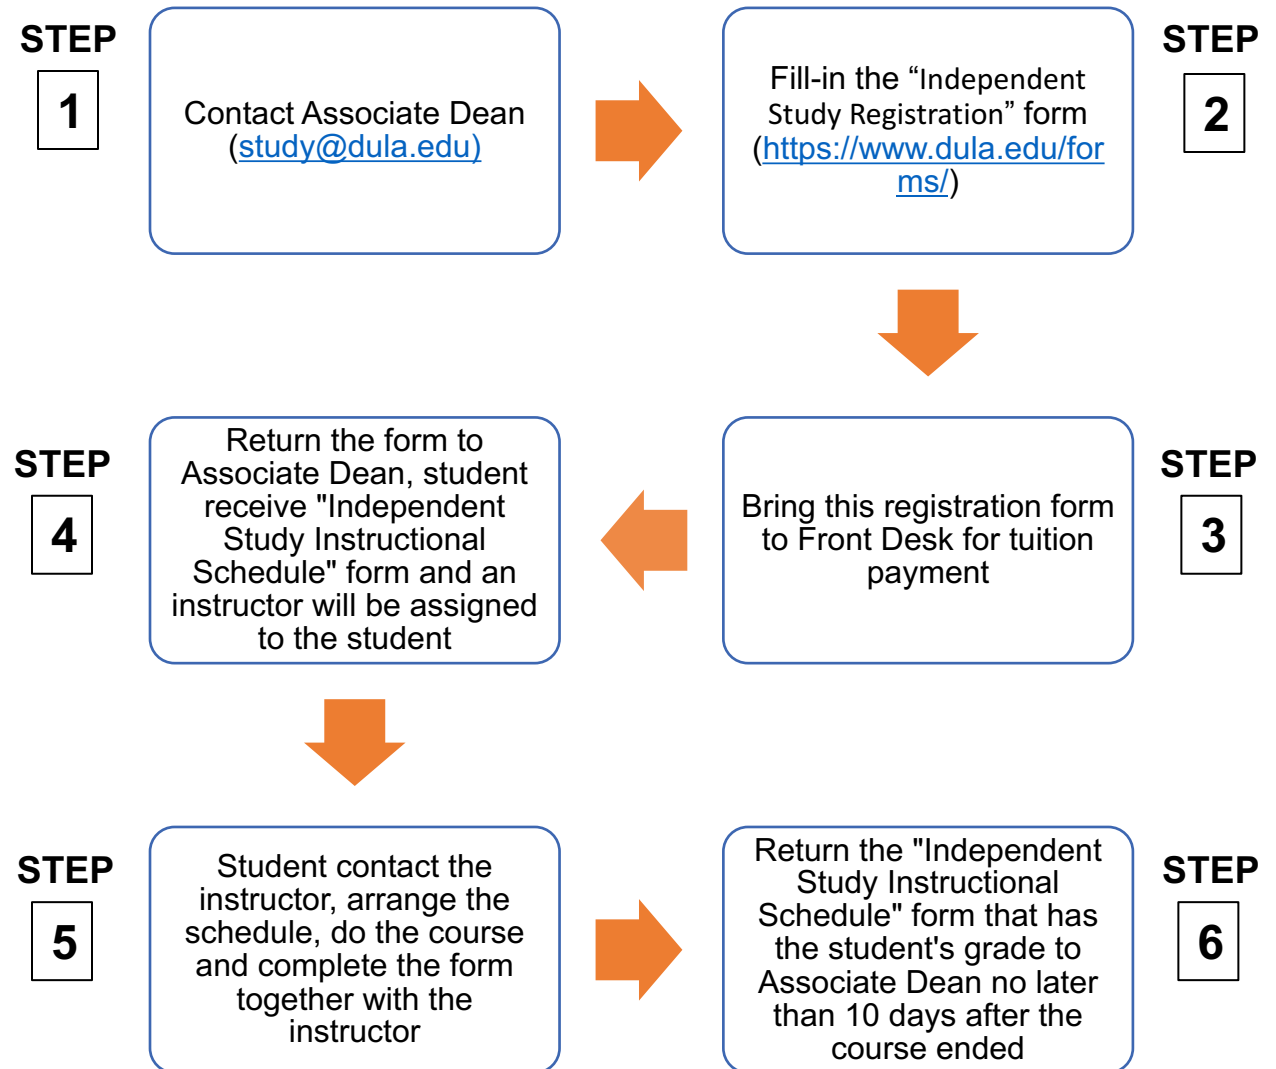 STEP
1
Contact Associate Dean
(study@dula.edu)
STEP
2
Fill-in the “Independent
Study Registration” form
(https://www.dula.edu/for
ms/)
STEP
3
Bring this registration form
to Front Desk for tuition
payment
STEP
4
Return the form to
Associate Dean, student
receive "Independent
Study Instructional
Schedule" form and an
instructor will be assigned
to the student
STEP
5
Student contact the
instructor, arrange the
schedule, do the course
and complete the form
together with the
instructor
STEP
6
Return the "Independent
Study Instructional
Schedule" form that has
the student's grade to
Associate Dean no later
than 10 days after the
course ended